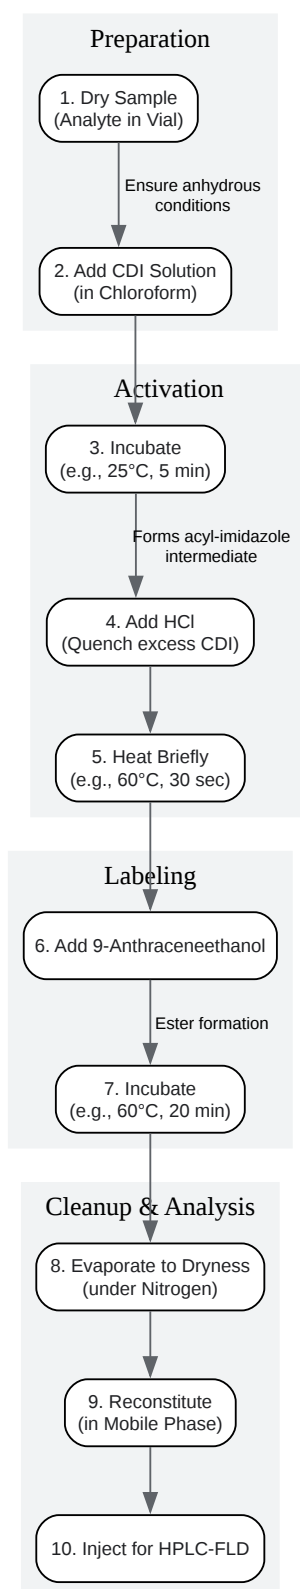 Preparation
1. Dry Sample
(Analyte in Vial)
Ensure anhydrous
conditions
2. Add CDI Solution
(in Chloroform)
Activation
3. Incubate
(e.g., 25°C, 5 min)
Forms acyl-imidazole
intermediate
4. Add HCl
(Quench excess CDI)
5. Heat Briefly
(e.g., 60°C, 30 sec)
Labeling
6. Add 9-Anthraceneethanol
Ester formation
7. Incubate
(e.g., 60°C, 20 min)
Cleanup & Analysis
8. Evaporate to Dryness
(under Nitrogen)
9. Reconstitute
(in Mobile Phase)
10. Inject for HPLC-FLD